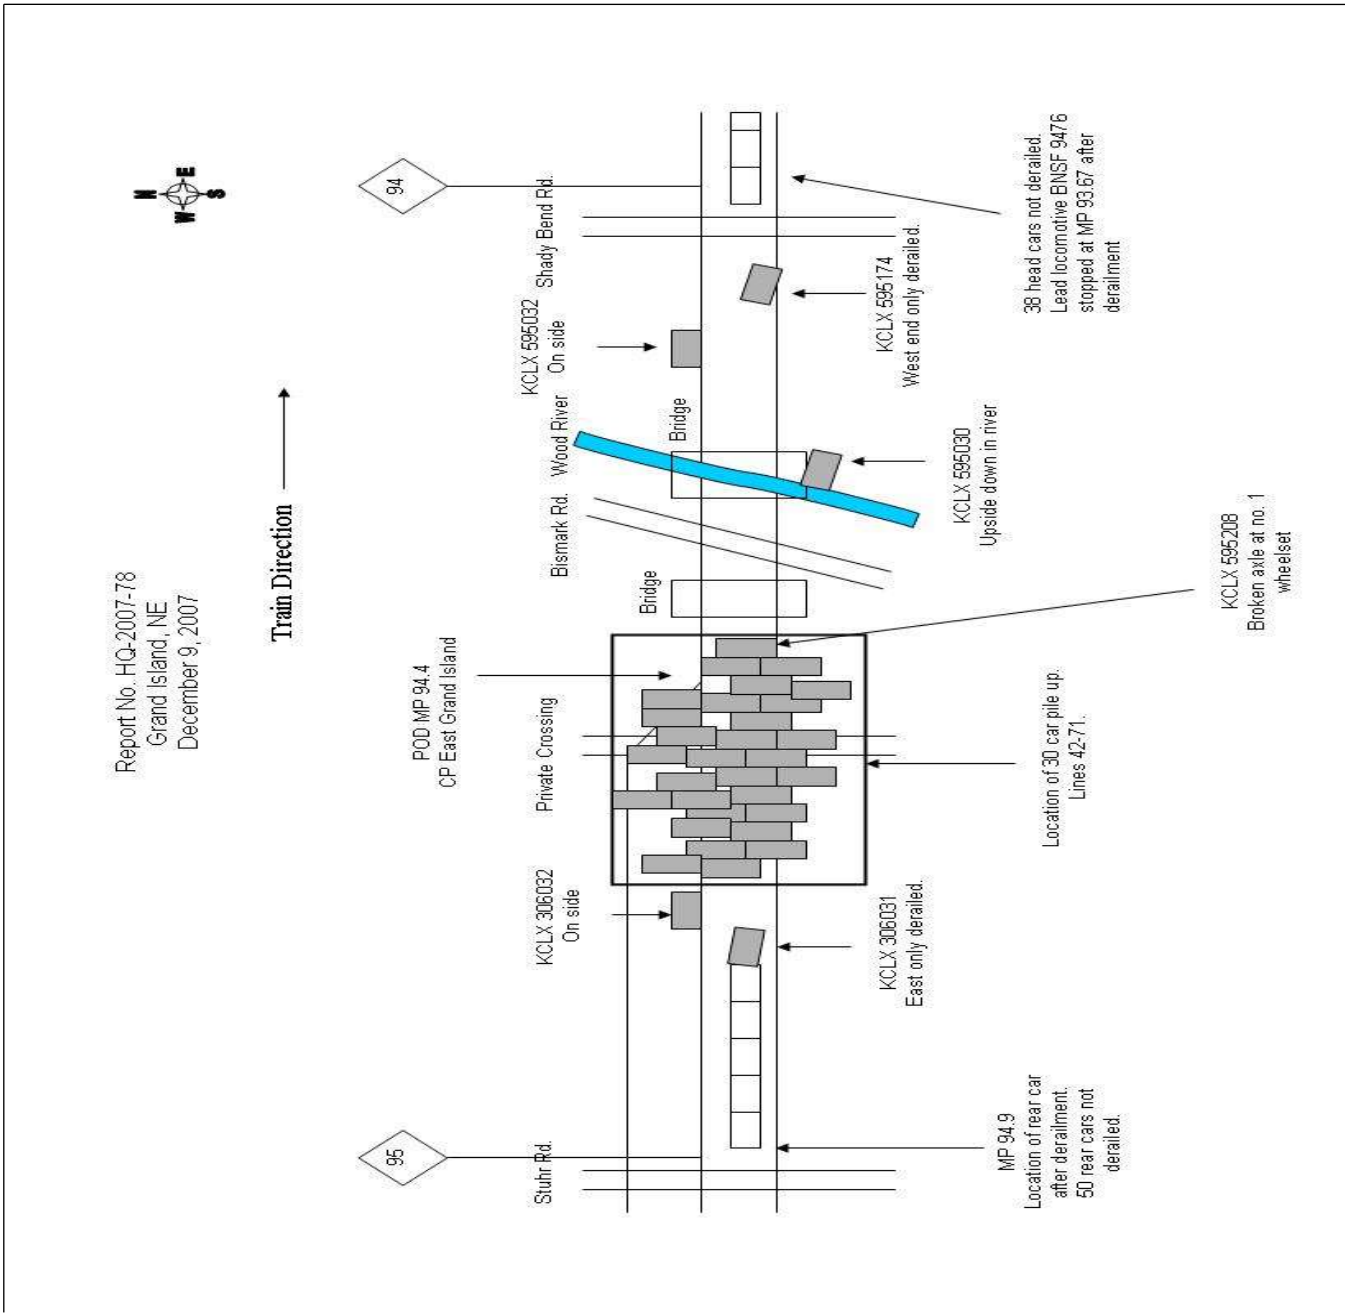 Report No. HQ-2007-78
Grand Island, NE
December 9, 2007
N
W E
S
Train Direction
95
94
Stuhr Rd.
KCLX 306032
On side
Private Crossing
POD MP 94.4
CP East Grand Island
Bridge
Bismark Rd.
Wood River
Bridge
KCLX 595032
On side
Shady Bend Rd.
MP 94.9
Location of rear car
after derailment.
50 rear cars not
derailed.
KCLX 306031
East only derailed.
Location of 30 car pile up.
Lines 42-71.
KCLX 595208
Broken axle at no. 1
wheelset
KCLX 595030
Upside down in river
KCLX 595174
West end only derailed.
38 head cars not derailed.
Lead locomotive BNSF 9476
stopped at MP 93.67 after
derailment